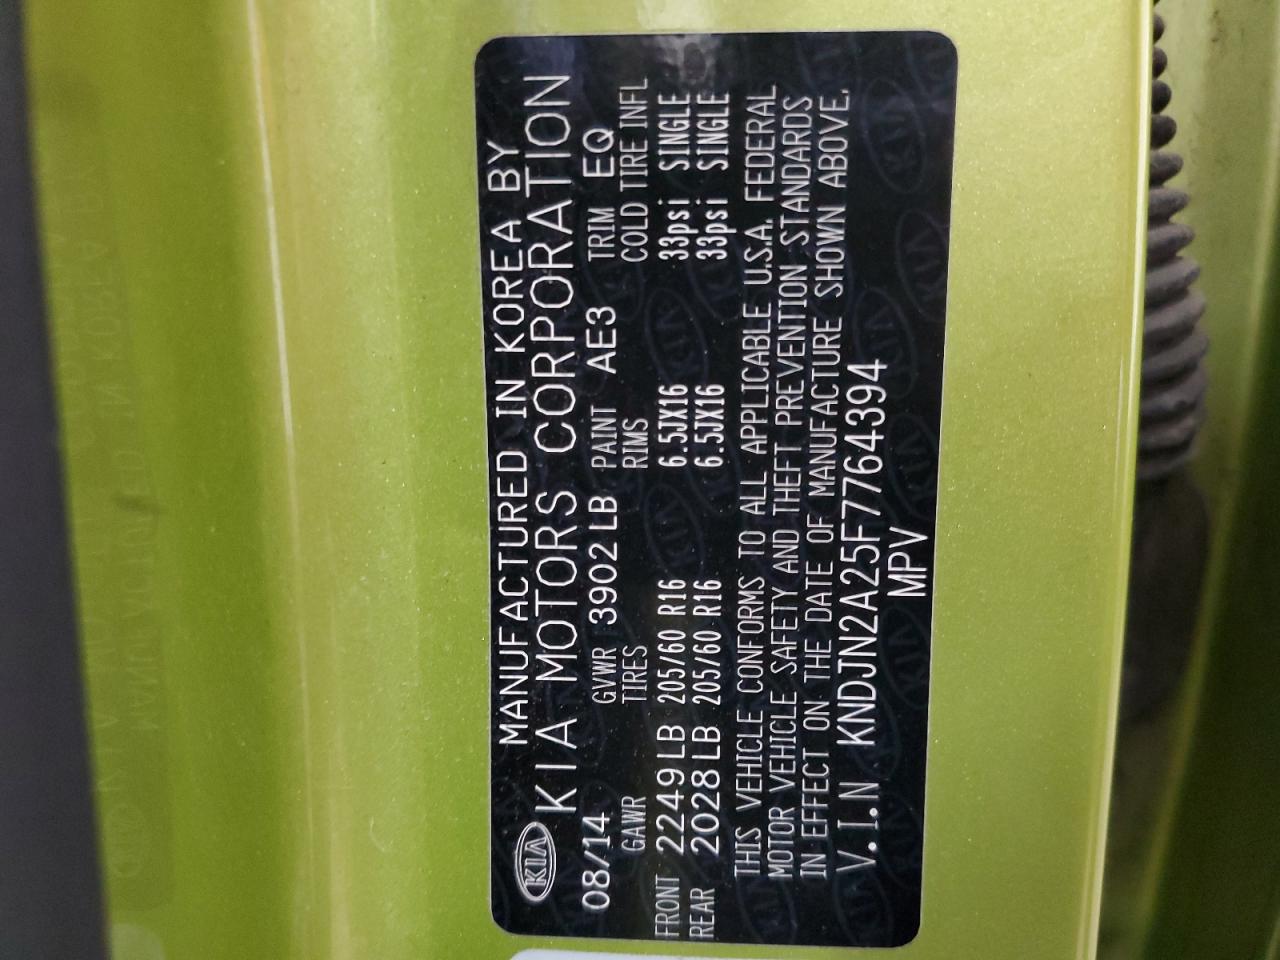 MANUFACTURED IN KOREA BY
KIA KIA MOTORS CORPORATION
08/14 GVWR 3902 LB PAINT AE3 TRIM EQ
GAWR TIRES RIMS COLD TIRE INFL
FRONT 2249 LB 205/60 R16 6.5JX16 33psi SINGLE
REAR 2028 LB 205/60 R16 6.5JX16 33psi SINGLE
THIS VEHICLE CONFORMS TO ALL APPLICABLE U.S.A. FEDERAL
MOTOR VEHICLE SAFETY AND THEFT PREVENTION STANDARDS
IN EFFECT ON THE DATE OF MANUFACTURE SHOWN ABOVE.
V.I.N KNDJN2A25F7764394
MPV